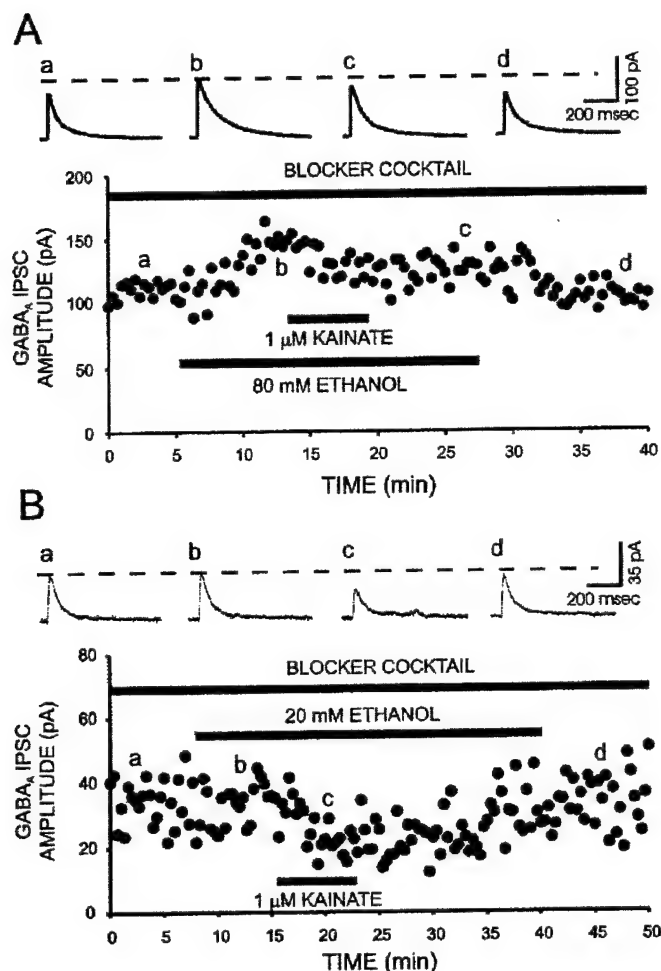 A
a b c d
100 pA
200 msec
BLOCKER COCKTAIL
200
150
100
50
0
GABAA IPSC
AMPLITUDE (pA)
a
b
c
d
1 µM KAINATE
80 mM ETHANOL
0 5 10 15 20 25 30 35 40
TIME (min)
B
a b c d
35 pA
200 msec
BLOCKER COCKTAIL
80
60
40
20
0
GABAA IPSC
AMPLITUDE (pA)
20 mM ETHANOL
a
b
c
d
1 µM KAINATE
0 5 10 15 20 25 30 35 40 45 50
TIME (min)